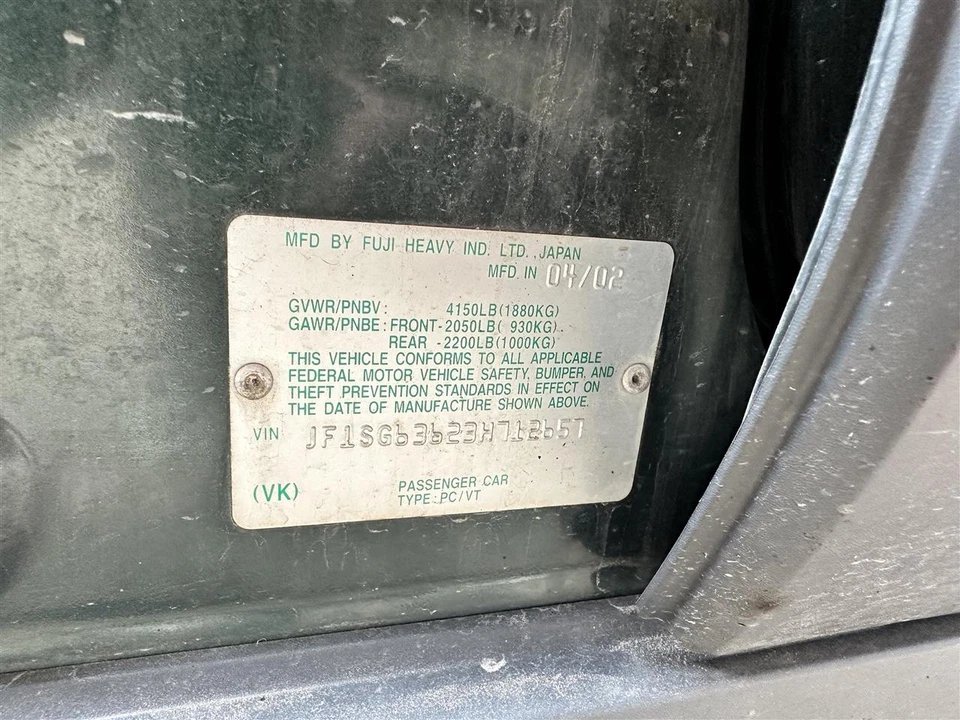 MFD BY FUJI HEAVY IND. LTD., JAPAN
MFD. IN 04/02
GVWR/PNBV: 4150LB(1880KG)
GAWR/PNBE: FRONT-2050LB( 930KG)
REAR -2200LB(1000KG)
THIS VEHICLE CONFORMS TO ALL APPLICABLE
FEDERAL MOTOR VEHICLE SAFETY, BUMPER, AND
THEFT PREVENTION STANDARDS IN EFFECT ON
THE DATE OF MANUFACTURE SHOWN ABOVE.
VIN JF1SG63623H712657
(VK) PASSENGER CAR
TYPE: PC/VT